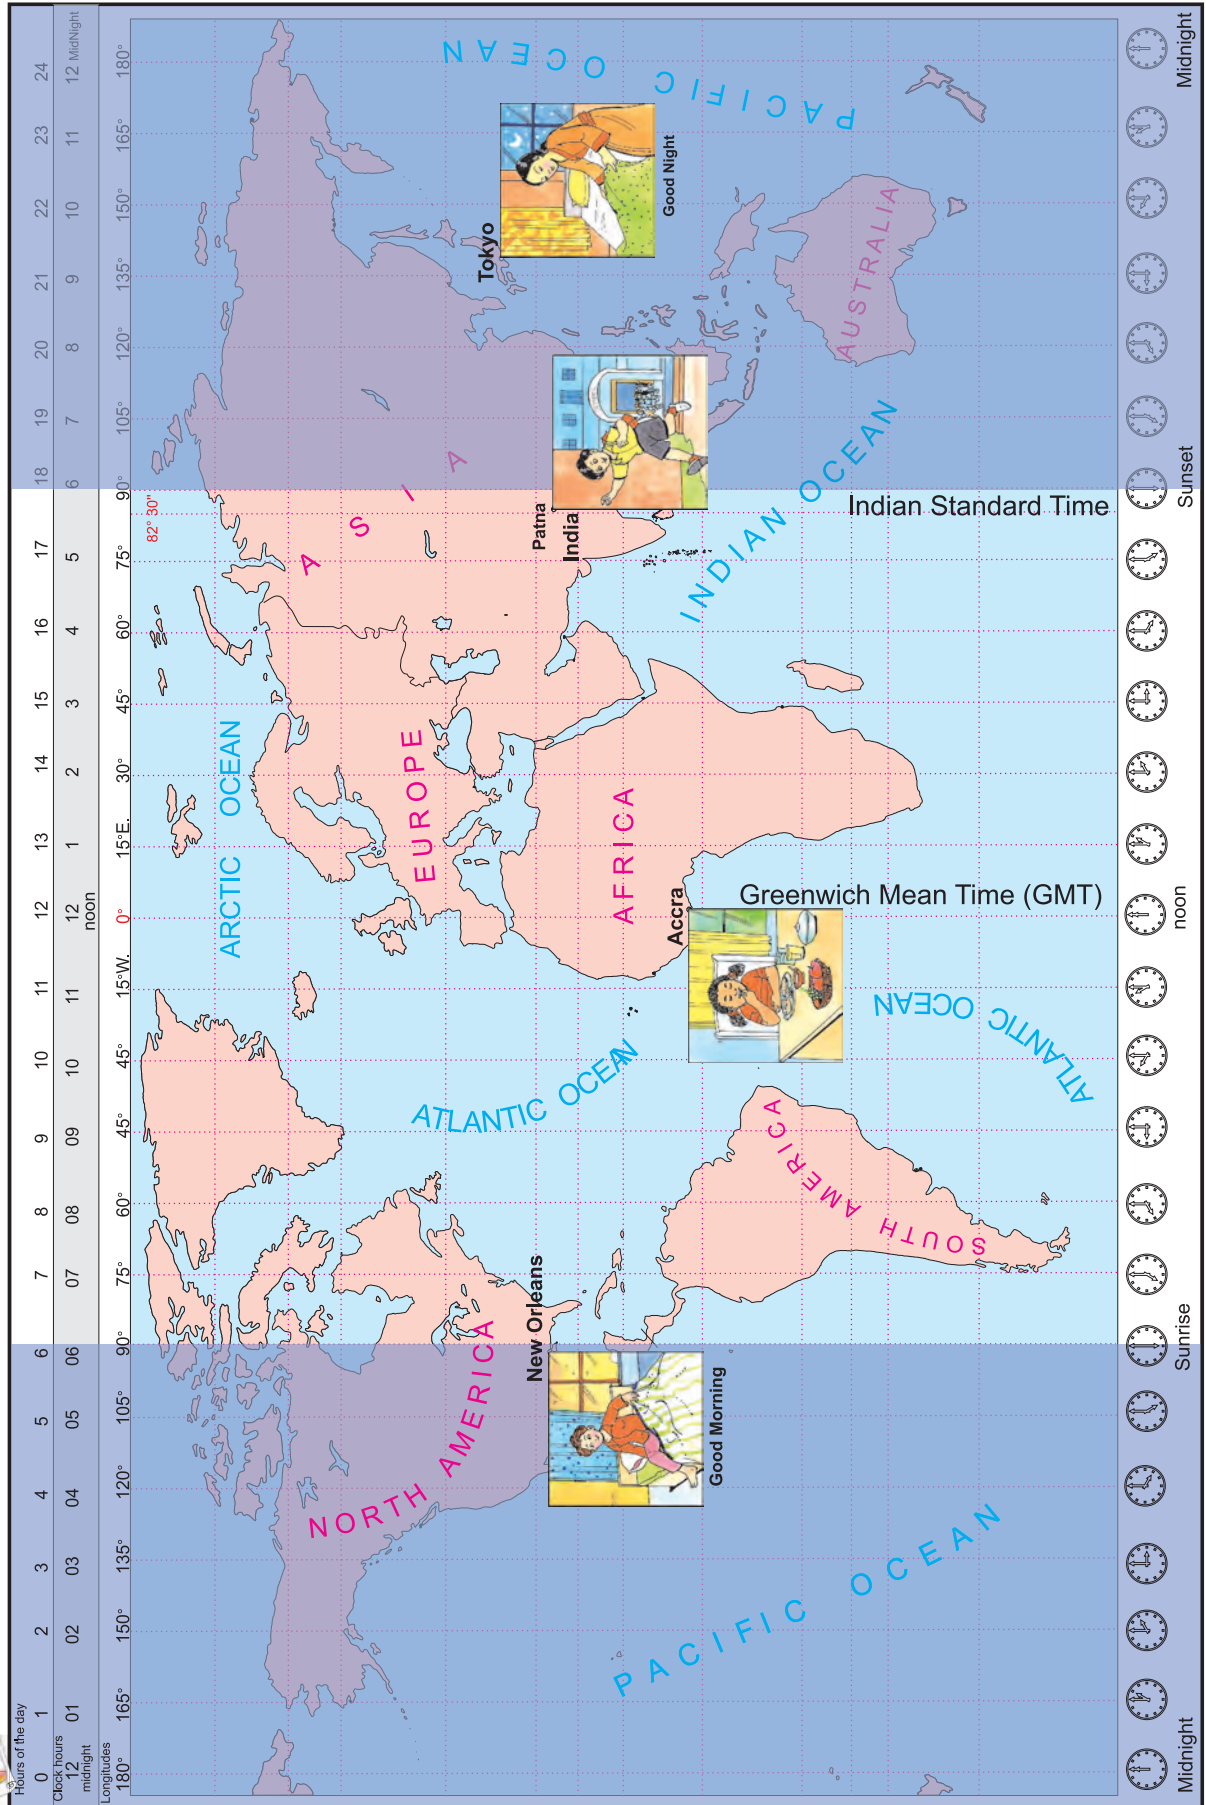 Hours of the day
0 1 2 3 4 5 6 7 8 9 10 11 12 13 14 15 16 17 18 19 20 21 22 23 24
Clock hours
12 01 02 03 04 05 06 07 08 09 10 11 12 1 2 3 4 5 6 7 8 9 10 11 12 MidNight
midnight
noon
Longitudes
180° 165° 150° 135° 120° 105° 90° 75° 60° 45° 45° 15°W. 0° 15°E. 30° 45° 60° 75° 90° 105° 120° 135° 150° 165° 180°
82° 30"
ARCTIC OCEAN
NORTH AMERICA
EUROPE
ASIA
ATLANTIC OCEAN
AFRICA
PACIFIC OCEAN
PACIFIC OCEAN
SOUTH AMERICA
ATLANTIC OCEAN
INDIAN OCEAN
AUSTRALIA
New Orleans
Good Morning
Accra
Greenwich Mean Time (GMT)
Patna
India
Indian Standard Time
Tokyo
Good Night
Midnight
Sunrise
noon
Sunset
Midnight